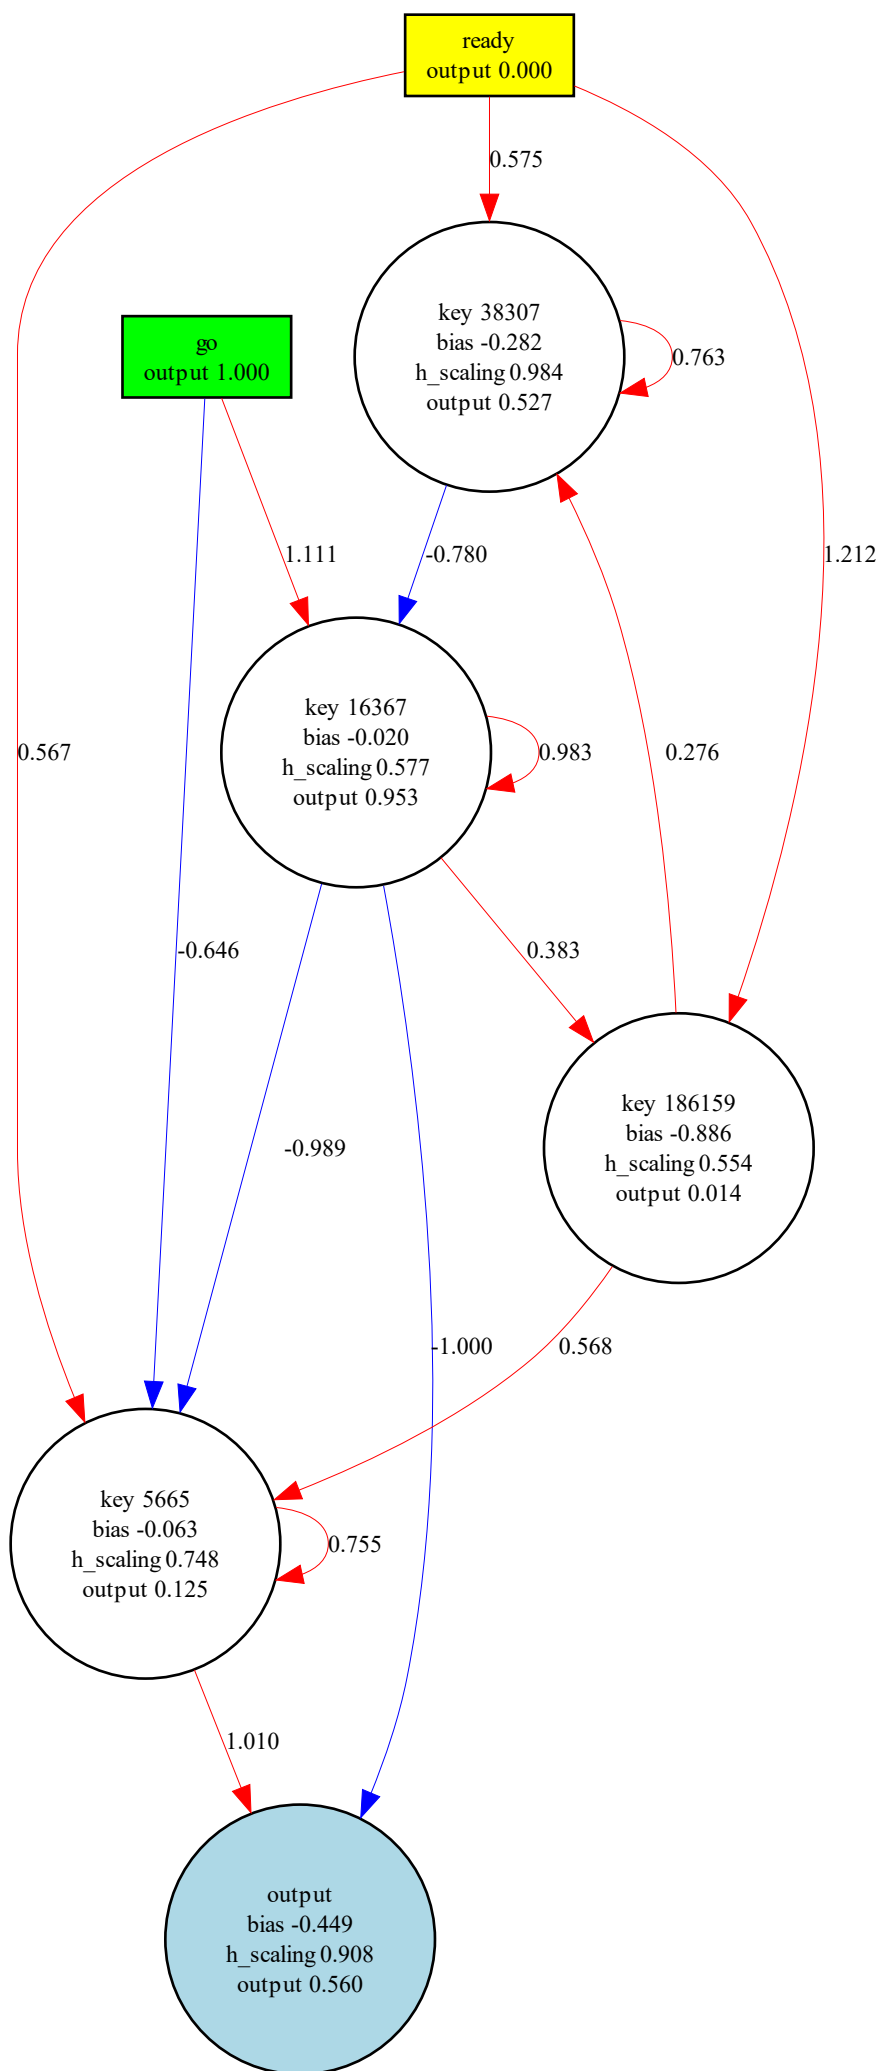 ready
output 0.000
0.575
go
output 1.000
key 38307
bias -0.282
h_scaling 0.984
output 0.527
0.763
1.111
-0.780
1.212
key 16367
bias -0.020
h_scaling 0.577
output 0.953
0.567
0.983
0.276
-0.646
0.383
-0.989
key 186159
bias -0.886
h_scaling 0.554
output 0.014
-1.000
0.568
key 5665
bias -0.063
h_scaling 0.748
output 0.125
0.755
1.010
output
bias -0.449
h_scaling 0.908
output 0.560